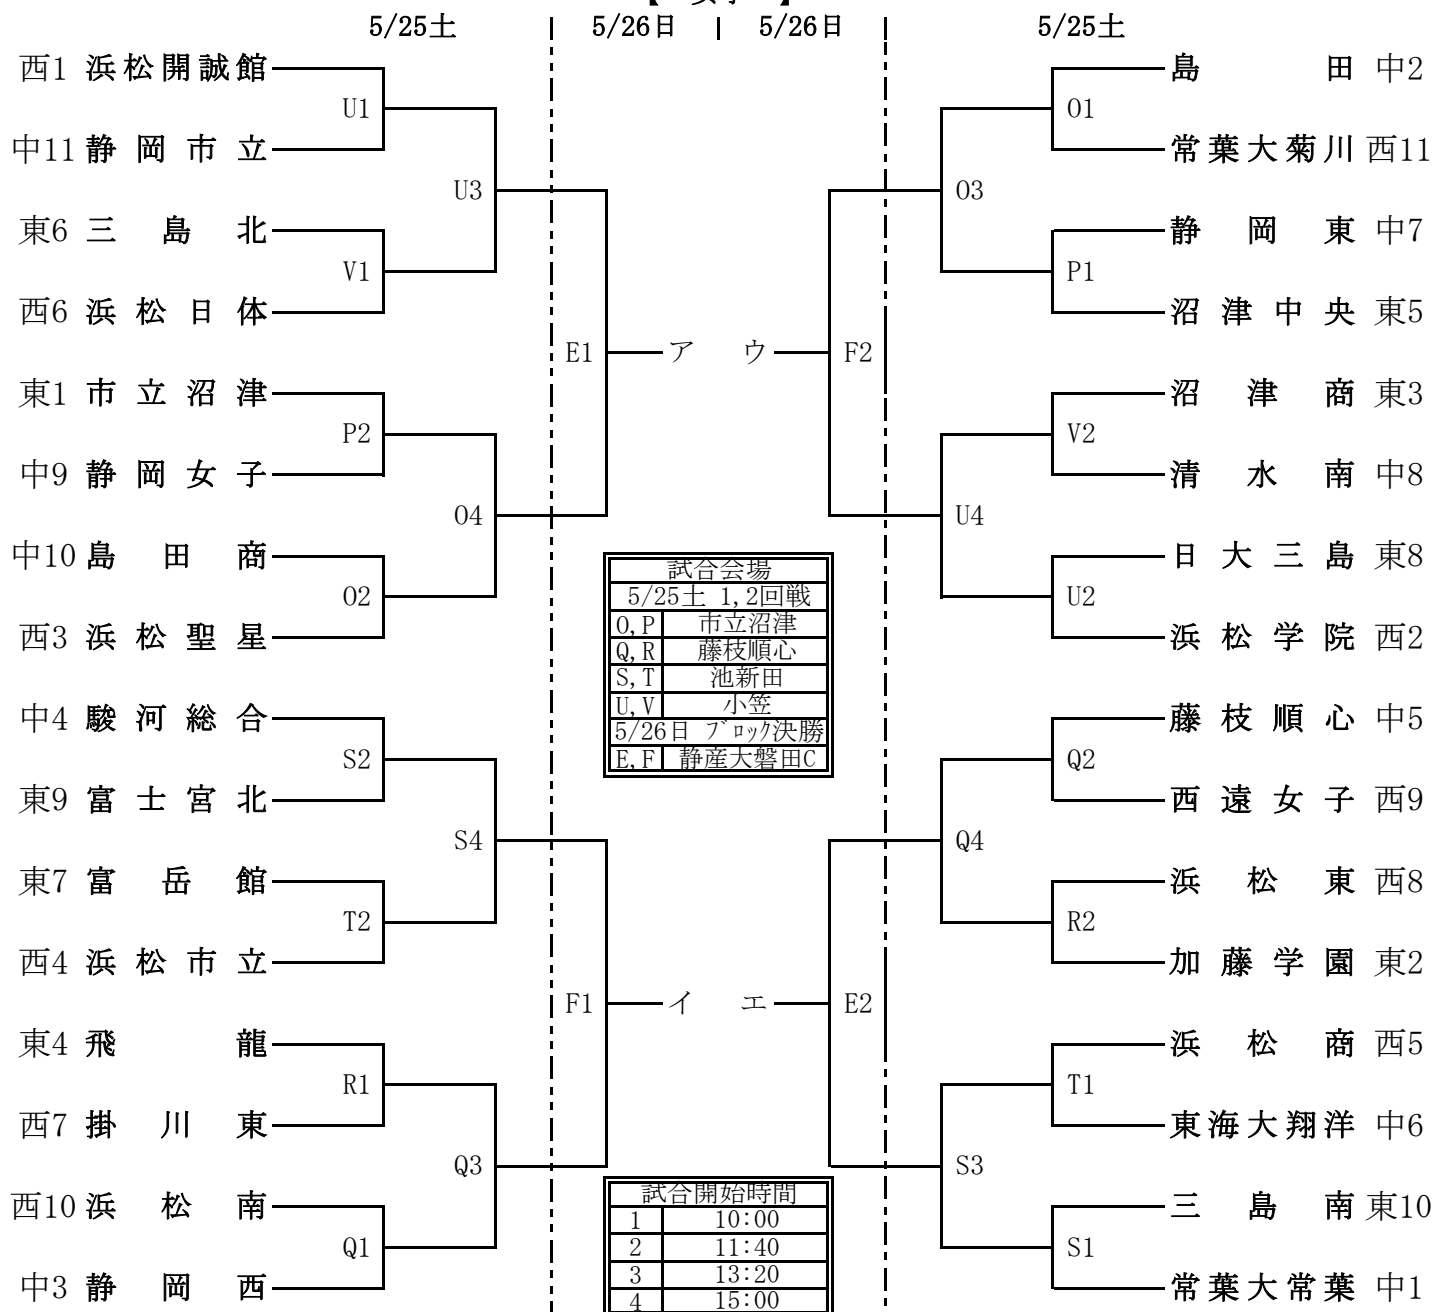 5/25土 5/26日 5/26日 5/25土
西1 浜松開誠館
U1
中11 静岡市立
U3
東6 三島北
V1
西6 浜松日体
E1 ア
東1 市立沼津
P2
中9 静岡女子
O4
中10 島田商
O2
西3 浜松聖星
中4 駿河総合
S2
東9 富士宮北
S4
東7 富岳館
T2
西4 浜松市立
F1 イ
東4 飛龍
R1
西7 掛川東
Q3
西10 浜松南
Q1
中3 静岡西
島田 中2
O1
常葉大菊川 西11
O3
静岡東 中7
P1
沼津中央 東5
ウ F2
沼津商 東3
V2
清水南 中8
U4
日大三島 東8
U2
浜松学院 西2
藤枝順心 中5
Q2
西遠女子 西9
Q4
浜松東 西8
R2
加藤学園 東2
エ E2
浜松商 西5
T1
東海大翔洋 中6
S3
三島南 東10
S1
常葉大常葉 中1
試合会場
5/25土 1,2回戦
O,P 市立沼津
Q,R 藤枝順心
S,T 池新田
U,V 小笠
5/26日 ブロック決勝
E,F 静産大磐田C
試合開始時間
1 10:00
2 11:40
3 13:20
4 15:00